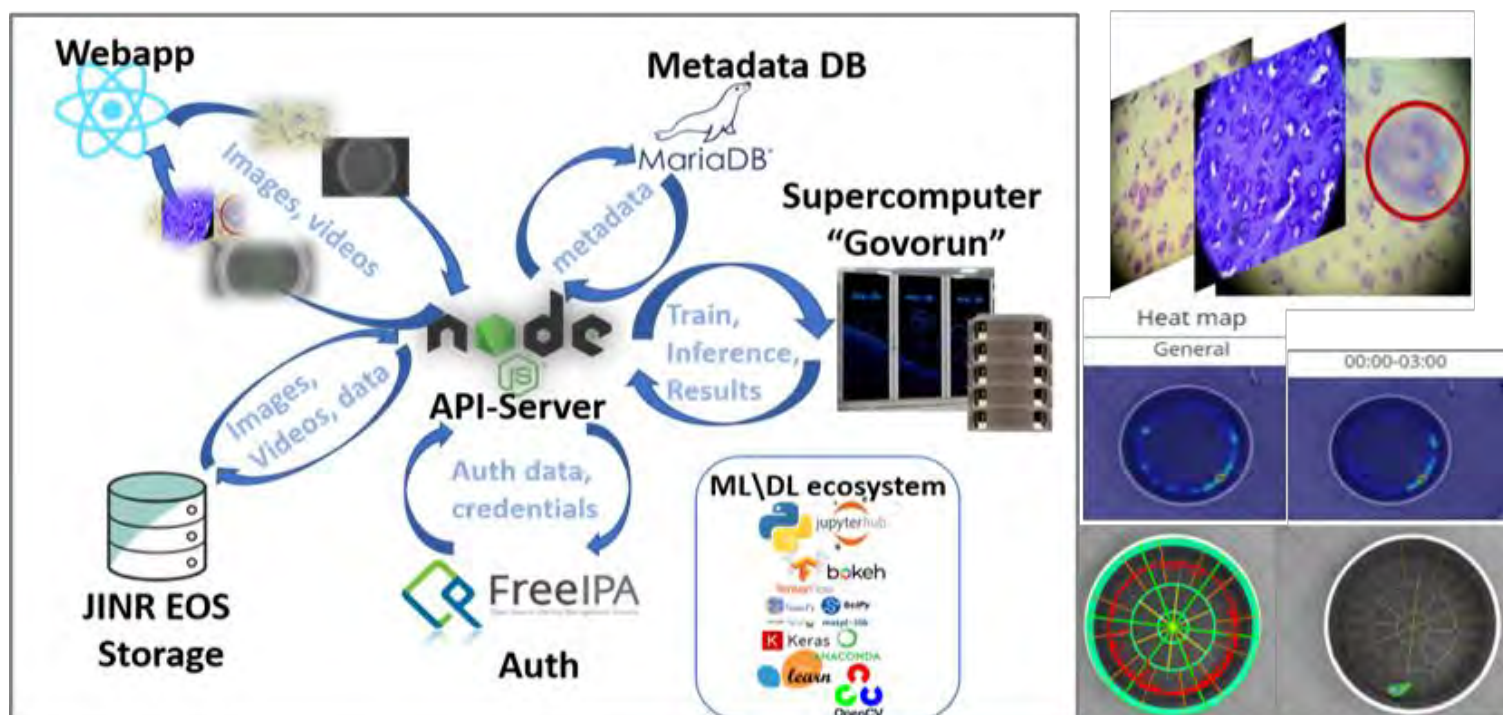 Webapp
Images, videos
Metadata DB
MariaDB
metadata
Supercomputer
“Govorun”
node
JS
API-Server
Train,
Inference,
Results
Images,
Videos, data
Auth data,
credentials
JINR EOS
Storage
FreeIPA
Auth
ML\DL ecosystem
jupyterhub
bokeh
SciPy
K Keras
ANACONDA
learn
OpenCV
Heat map
General
00:00-03:00